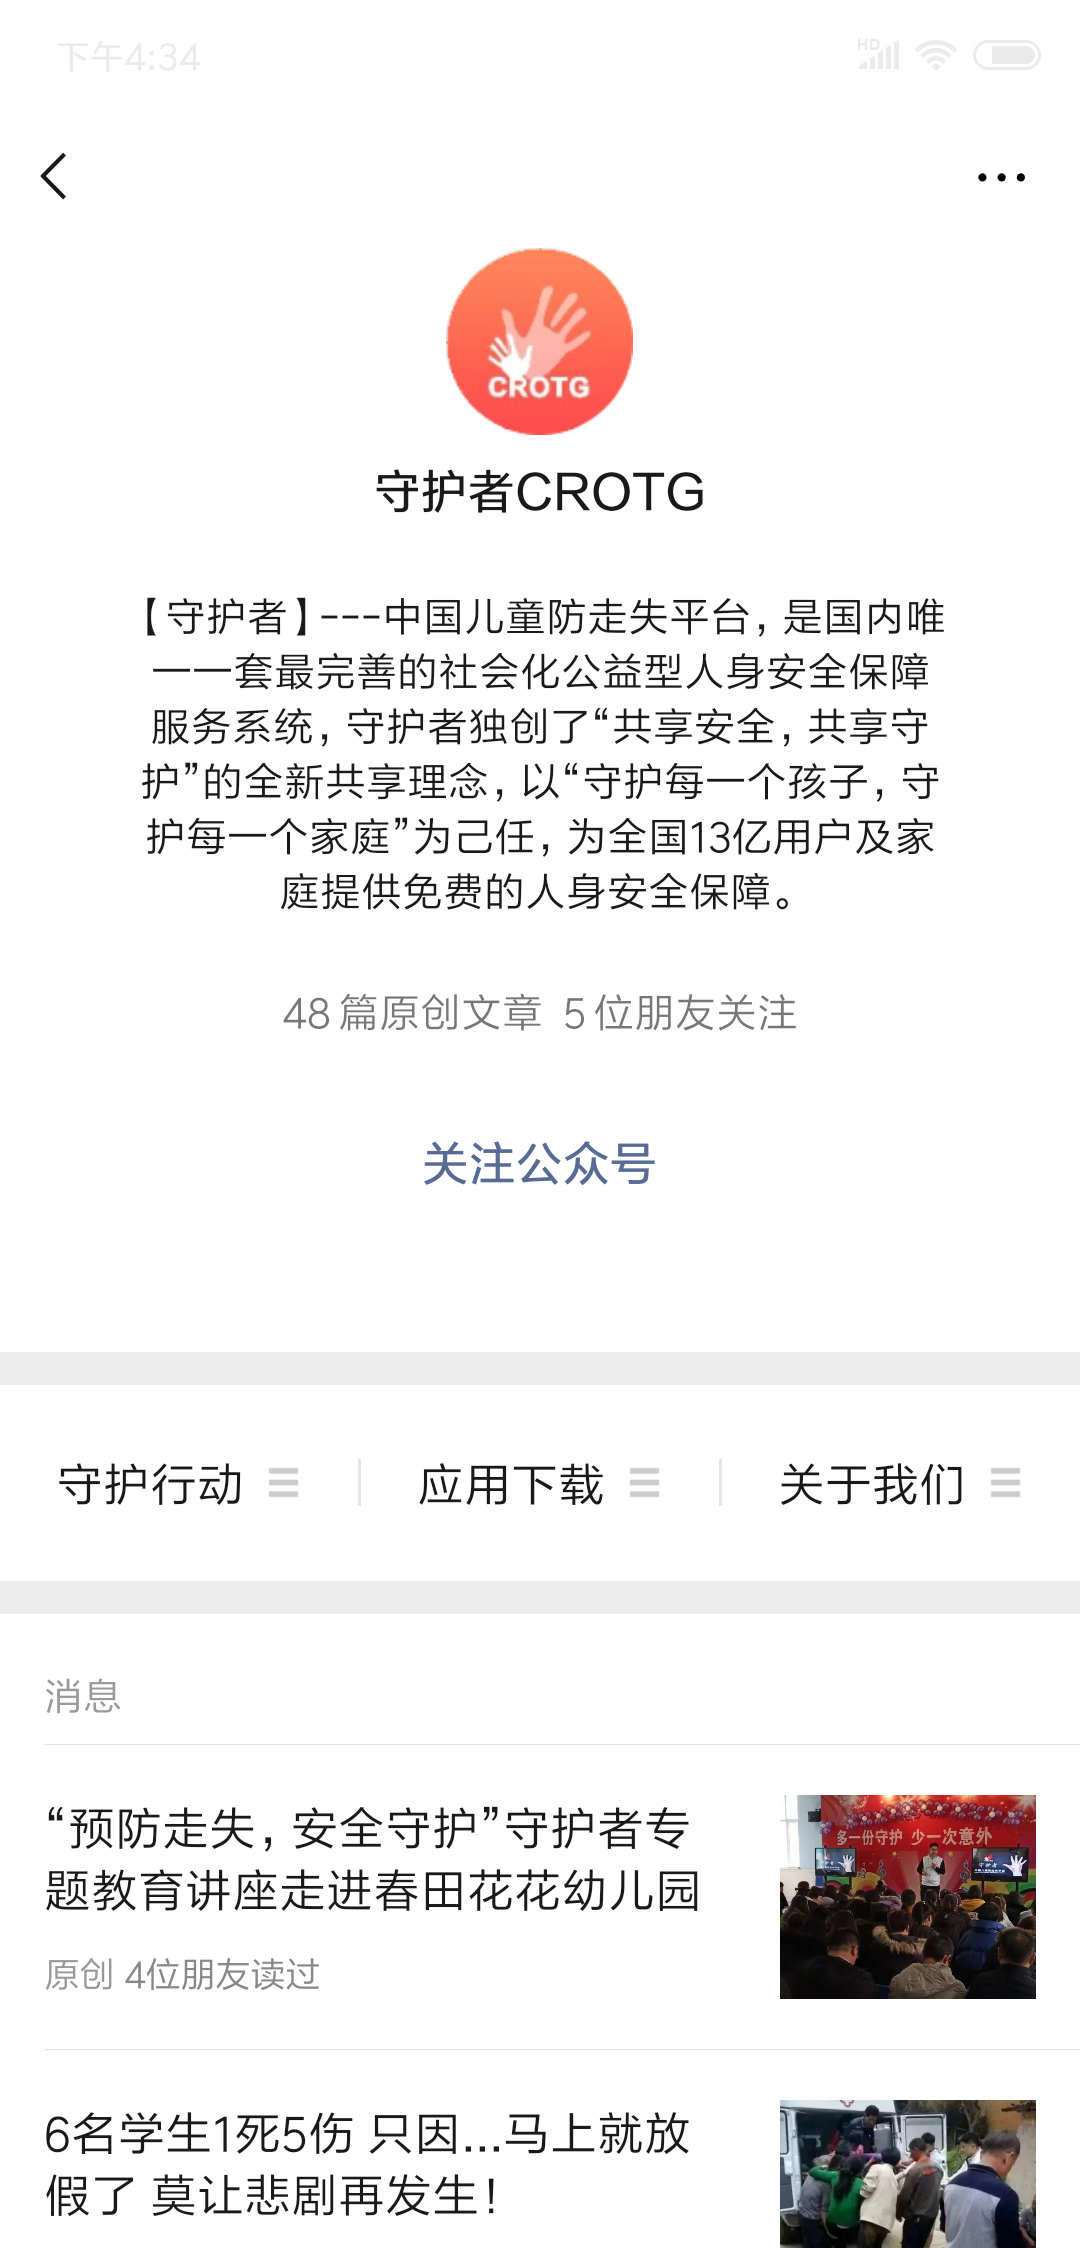 下午4:34
HD
CROTG
守护者CROTG
【守护者】---中国儿童防走失平台，是国内唯
一一套最完善的社会化公益型人身安全保障
服务系统，守护者独创了“共享安全，共享守
护”的全新共享理念，以“守护每一个孩子，守
护每一个家庭”为己任，为全国13亿用户及家
庭提供免费的人身安全保障。
48篇原创文章 5位朋友关注
关注公众号
守护行动
应用下载
关于我们
消息
“预防走失，安全守护”守护者专
题教育讲座走进春田花花幼儿园
原创 4位朋友读过
多一份守护 少一次意外
守护者
6名学生1死5伤 只因...马上就放
假了 莫让悲剧再发生！